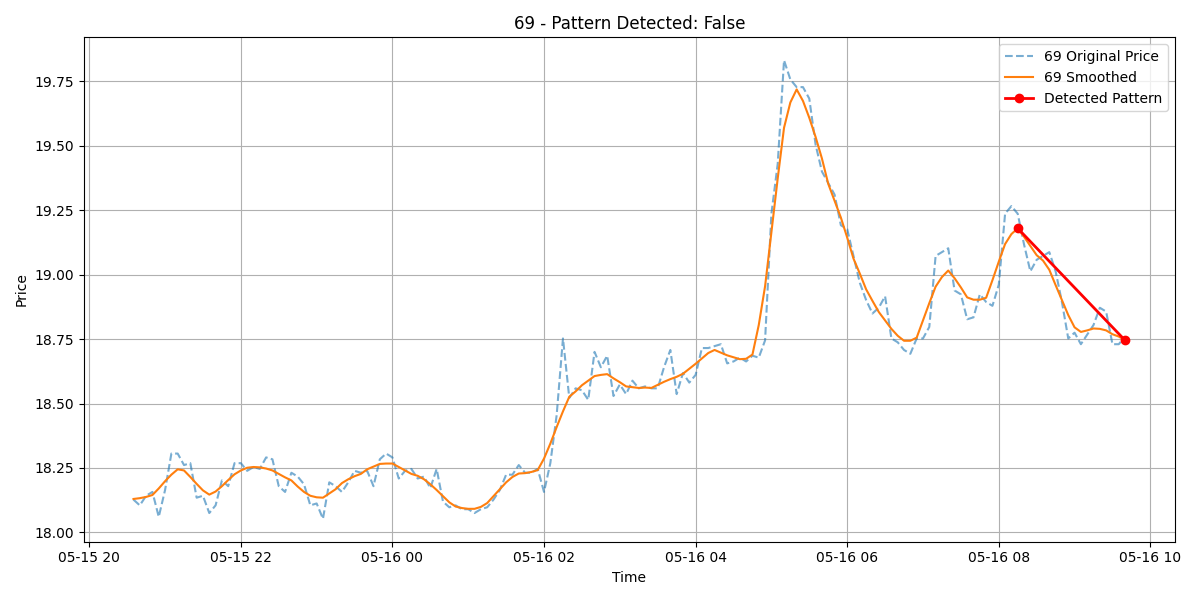 69 - Pattern Detected: False
69 Original Price
69 Smoothed
Detected Pattern
Price
19.75
19.50
19.25
19.00
18.75
18.50
18.25
18.00
05-15 20
05-15 22
05-16 00
05-16 02
05-16 04
05-16 06
05-16 08
05-16 10
Time